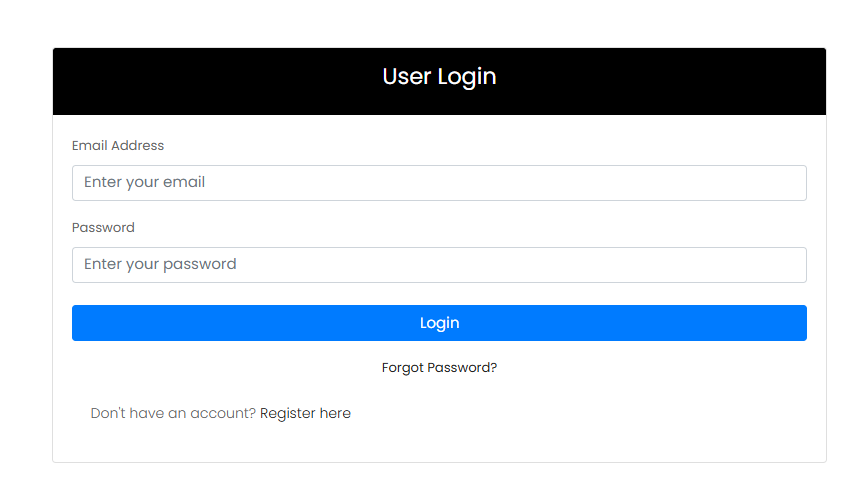 User Login
Email Address
Enter your email
Password
Enter your password
Login
Forgot Password?
Don't have an account? Register here